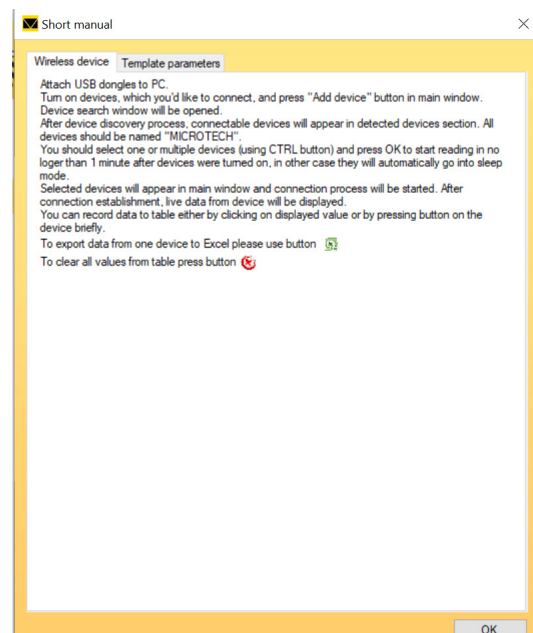 Short manual
Wireless device
Template parameters
Attach USB dongles to PC.
Turn on devices, which you'd like to connect, and press "Add device" button in main window.
Device search window will be opened.
After device discovery process, connectable devices will appear in detected devices section. All
devices should be named "MICROTECH".
You should select one or multiple devices (using CTRL button) and press OK to start reading in no
loger than 1 minute after devices were turned on, in other case they will automatically go into sleep
mode.
Selected devices will appear in main window and connection process will be started. After
connection establishment, live data from device will be displayed.
You can record data to table either by clicking on displayed value or by pressing button on the
device briefly.
To export data from one device to Excel please use button
To clear all values from table press button
OK